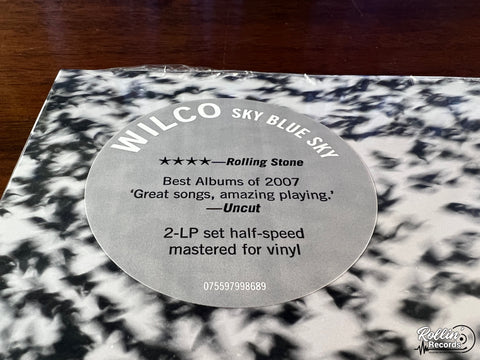 WILCO SKY BLUE SKY
★★★★—Rolling Stone
Best Albums of 2007
‘Great songs, amazing playing.’
—Uncut
2-LP set half-speed
mastered for vinyl
075597998689
Rollin
Records